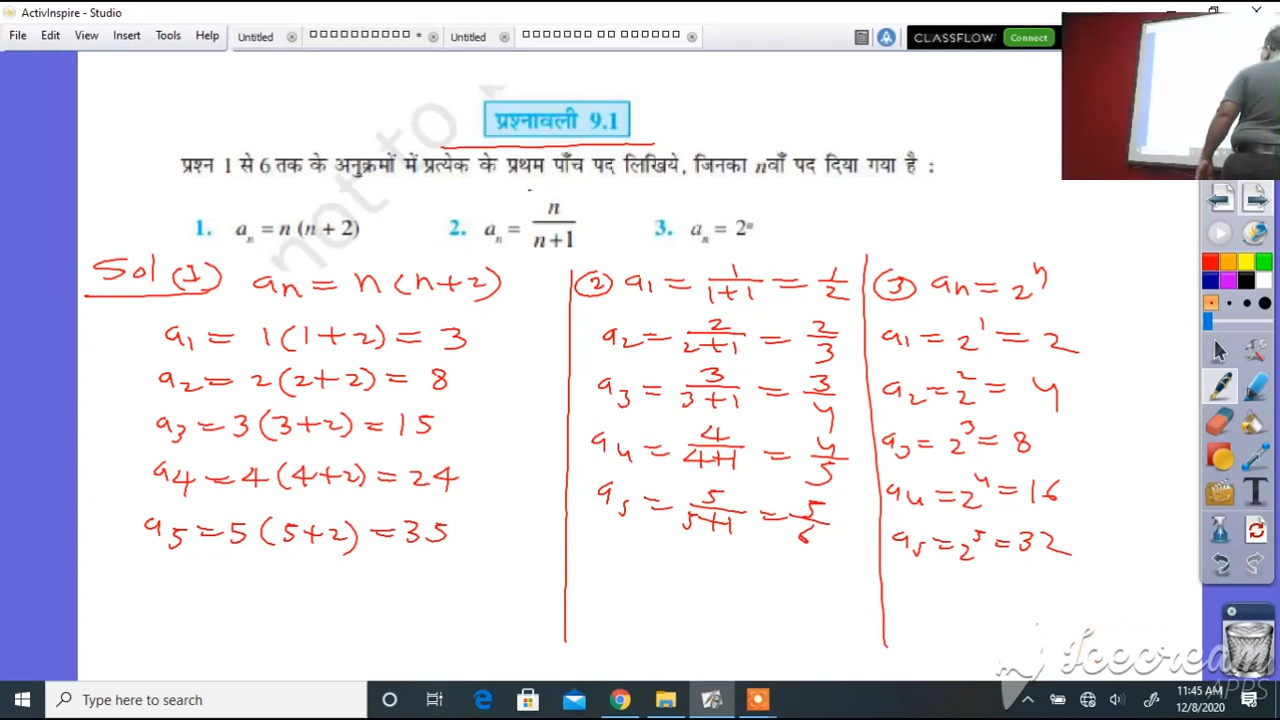 ActivInspire - Studio
File Edit View Insert Tools Help Untitled Untitled CLASSFLOW Connect
not to
प्रश्नावली 9.1
प्रश्न 1 से 6 तक के अनुक्रमों में प्रत्येक के प्रथम पाँच पद लिखिये, जिनका nवाँ पद दिया गया है :
1. aₙ = n (n + 2) 2. aₙ = n/(n+1) 3. aₙ = 2ⁿ
Sol (1) an = n(n+2)
a1 = 1(1+2) = 3
a2 = 2(2+2) = 8
a3 = 3(3+2) = 15
a4 = 4(4+2) = 24
a5 = 5(5+2) = 35
(2) a1 = 1/(1+1) = 1/2
a2 = 2/(2+1) = 2/3
a3 = 3/(3+1) = 3/4
a4 = 4/(4+1) = 4/5
a5 = 5/(5+1) = 5/6
(3) an = 2ⁿ
a1 = 2¹ = 2
a2 = 2² = 4
a3 = 2³ = 8
a4 = 2⁴ = 16
a5 = 2⁵ = 32
Icecream
APPS
Type here to search
11:45 AM
12/8/2020